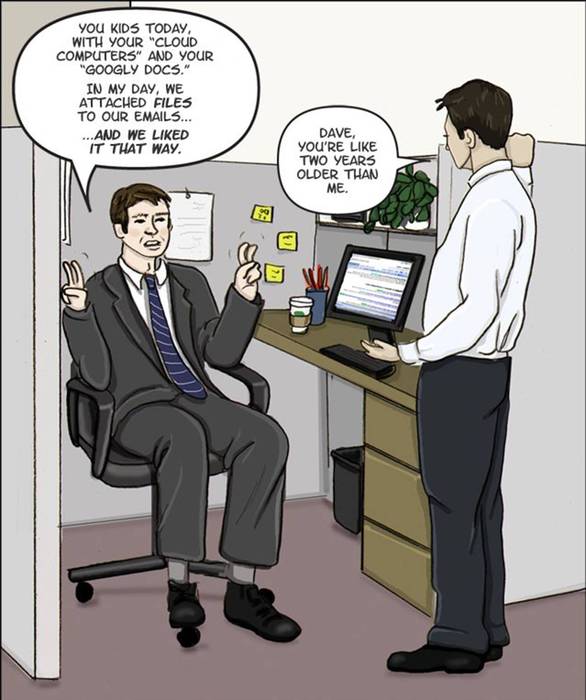 YOU KIDS TODAY,
WITH YOUR "CLOUD
COMPUTERS" AND YOUR
"GOOGLY DOCS."
IN MY DAY, WE
ATTACHED FILES
TO OUR EMAILS...
...AND WE LIKED
IT THAT WAY.
DAVE,
YOU'RE LIKE
TWO YEARS
OLDER THAN
ME.